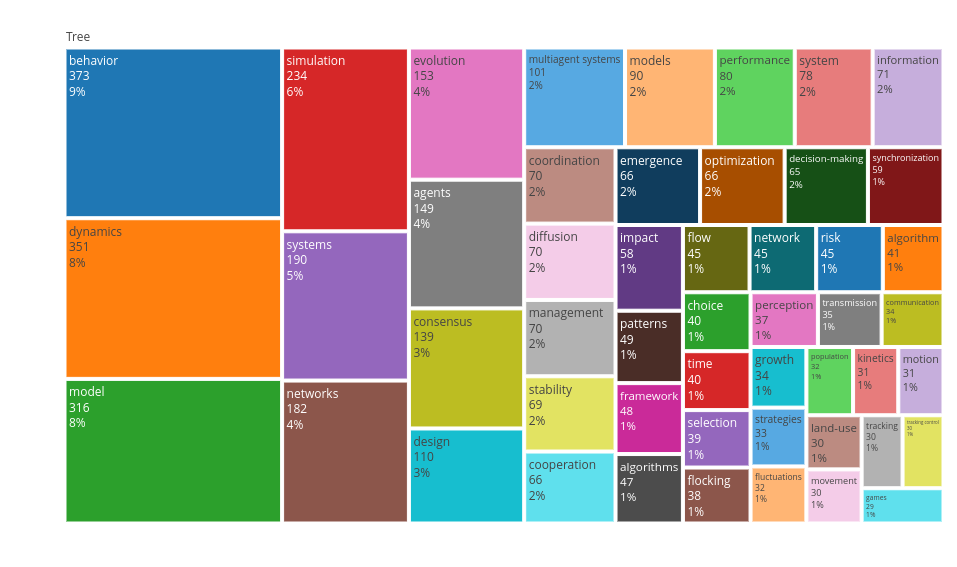 Tree
behavior
373
9%
dynamics
351
8%
model
316
8%
simulation
234
6%
systems
190
5%
networks
182
4%
evolution
153
4%
agents
149
4%
consensus
139
3%
design
110
3%
multiagent systems
101
2%
models
90
2%
performance
80
2%
system
78
2%
information
71
2%
coordination
70
2%
diffusion
70
2%
management
70
2%
stability
69
2%
cooperation
66
2%
emergence
66
2%
optimization
66
2%
decision-making
65
2%
synchronization
59
1%
impact
58
1%
patterns
49
1%
framework
48
1%
algorithms
47
1%
flow
45
1%
network
45
1%
risk
45
1%
algorithm
41
1%
choice
40
1%
time
40
1%
selection
39
1%
flocking
38
1%
perception
37
1%
transmission
35
1%
communication
34
1%
growth
34
1%
strategies
33
1%
fluctuations
32
1%
population
32
1%
kinetics
31
1%
motion
31
1%
land-use
30
1%
movement
30
1%
tracking
30
1%
tracking control
30
1%
games
29
1%